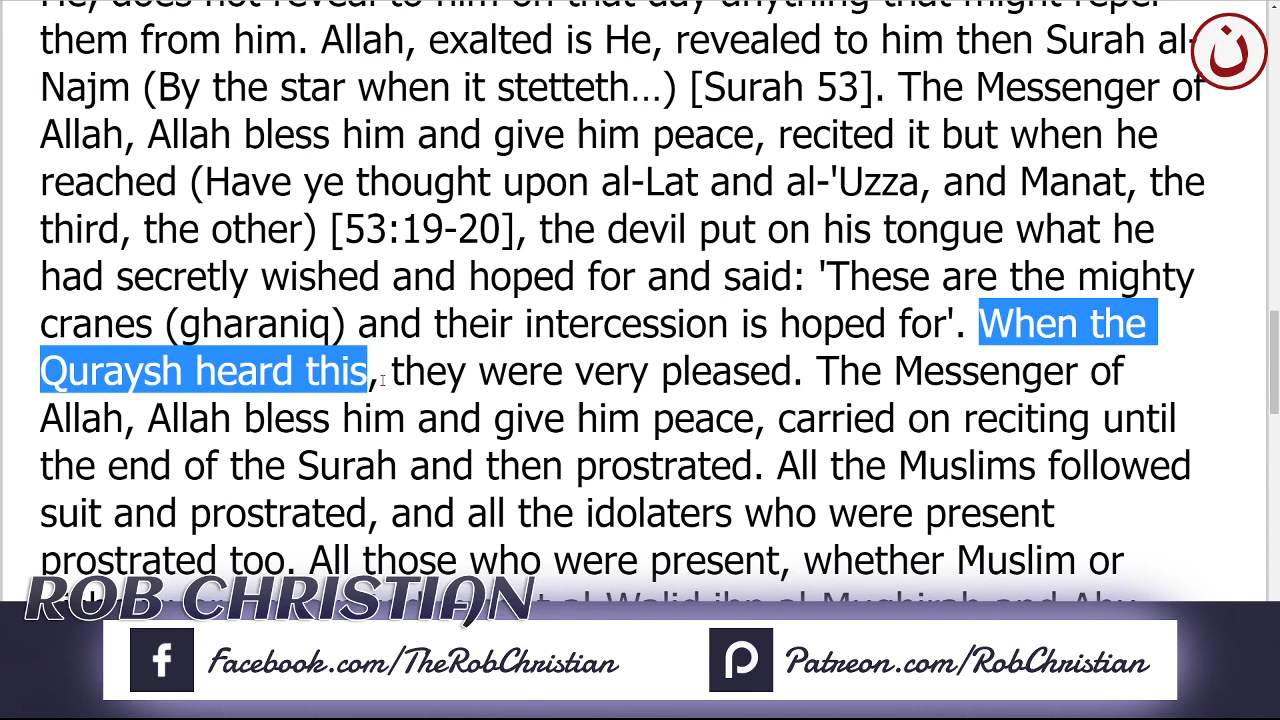 them from him. Allah, exalted is He, revealed to him then Surah al-
Najm (By the star when it stetteth...) [Surah 53]. The Messenger of
Allah, Allah bless him and give him peace, recited it but when he
reached (Have ye thought upon al-Lat and al-'Uzza, and Manat, the
third, the other) [53:19-20], the devil put on his tongue what he
had secretly wished and hoped for and said: 'These are the mighty
cranes (gharaniq) and their intercession is hoped for'. When the
Quraysh heard this, they were very pleased. The Messenger of
Allah, Allah bless him and give him peace, carried on reciting until
the end of the Surah and then prostrated. All the Muslims followed
suit and prostrated, and all the idolaters who were present
prostrated too. All those who were present, whether Muslim or
ROB CHRISTIAN
Facebook.com/TheRobChristian
Patreon.com/RobChristian
ن